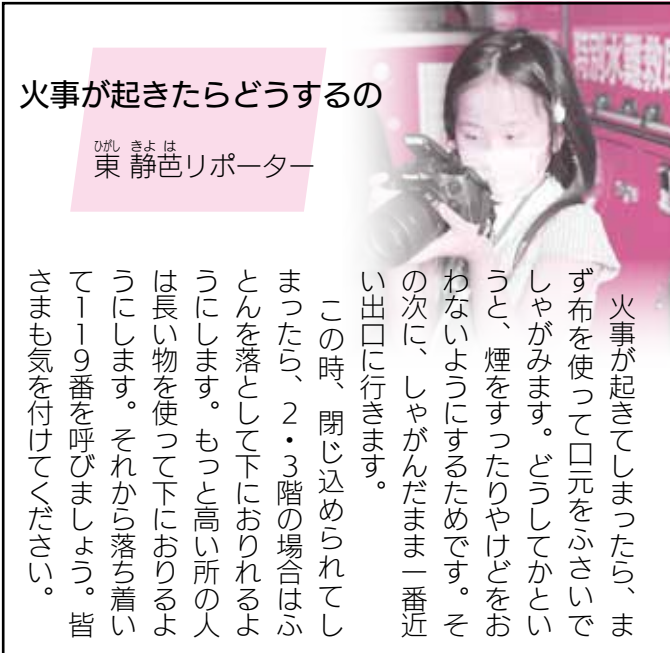 火事が起きたらどうするの
ひがし きよ は
東 静芭リポーター
火事が起きてしまったら、ま
ず布を使って口元をふさいで
しゃがみます。どうしてかとい
うと、煙をすったりやけどをお
わないようにするためです。そ
の次に、しゃがんだまま一番近
い出口に行きます。
この時、閉じ込められてし
まったら、2・3階の場合はふ
とんを落として下におりれるよ
うにします。もっと高い所の人
は長い物を使って下におりるよ
うにします。それから落ち着い
て119番を呼びましょう。皆
さまも気を付けてください。
特別水難救